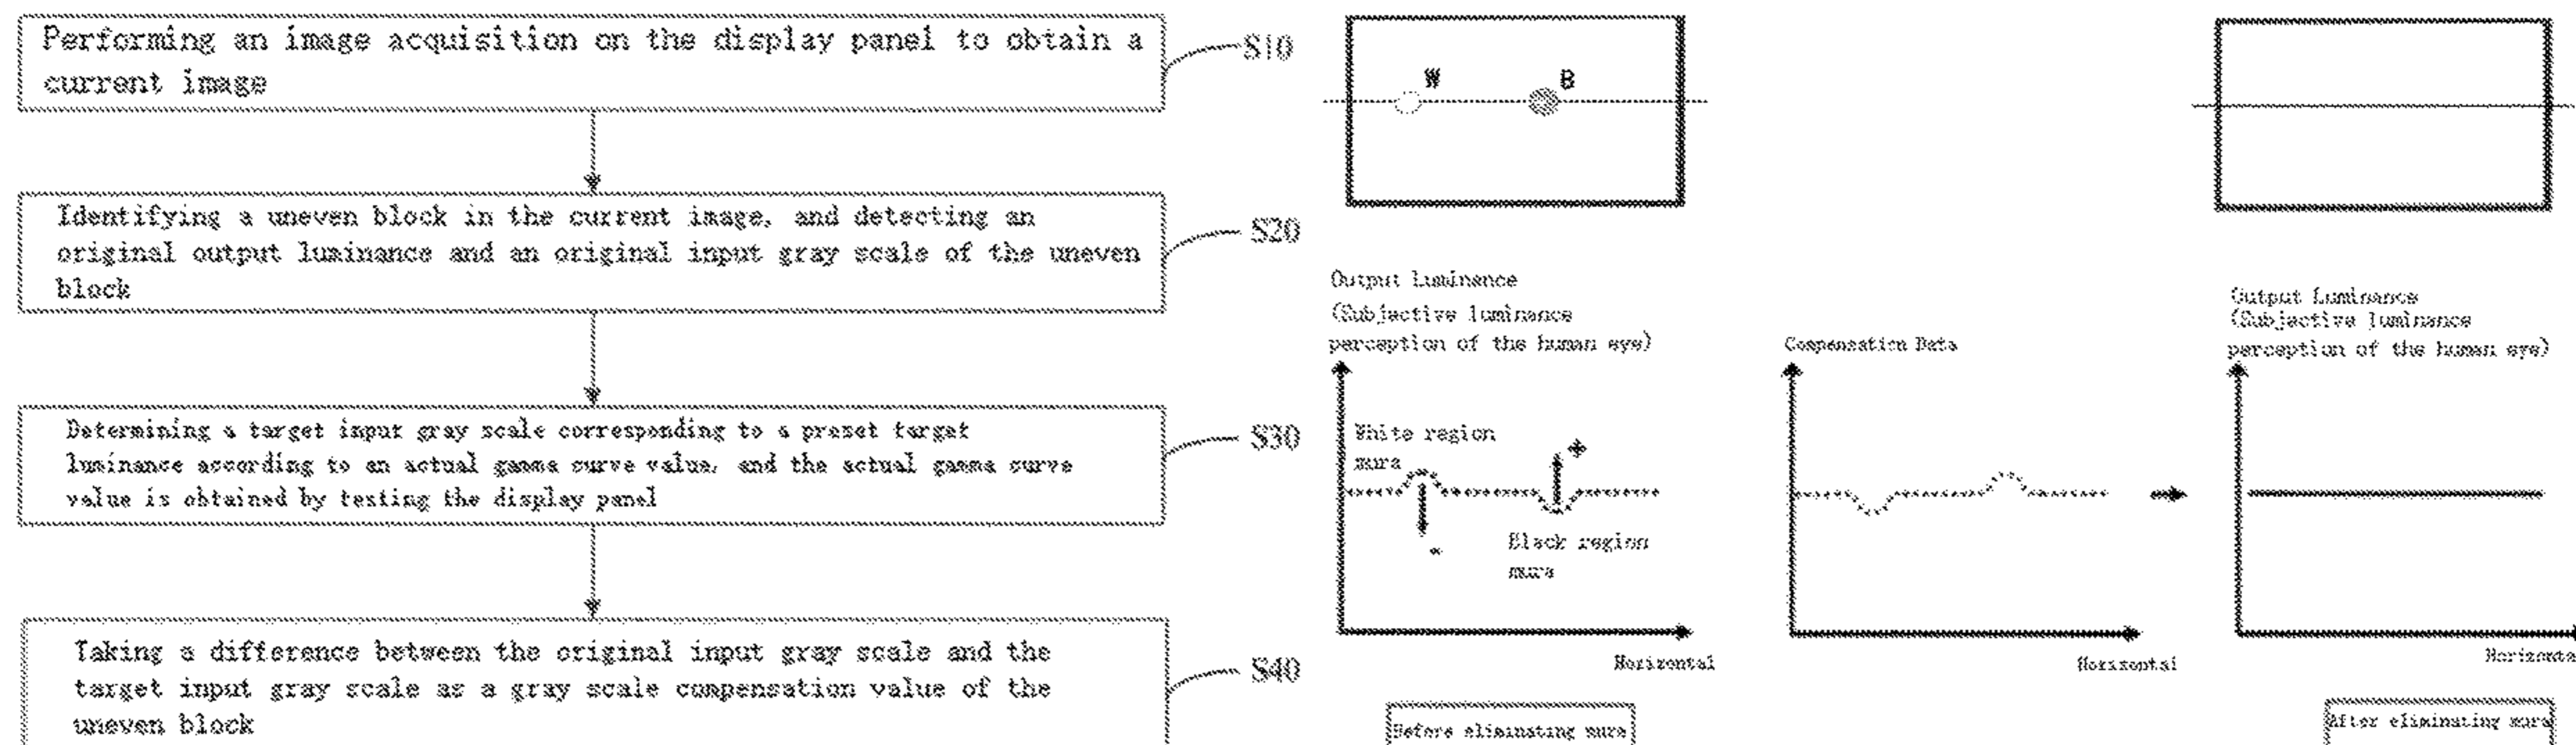 Performing an image acquisition on the display panel to obtain a
current image
S10
Identifying a uneven block in the current image, and detecting an
original output luminance and an original input gray scale of the uneven
block
S20
Determining a target input gray scale corresponding to a preset target
luminance according to an actual gamma curve value, and the actual gamma curve
value is obtained by testing the display panel
S30
Taking a difference between the original input gray scale and the
target input gray scale as a gray scale compensation value of the
uneven block
S40
W
B
Output Luminance
(Subjective luminance
perception of the human eye)
White region
mura
+
-
Black region
mura
Horizontal
Before eliminating mura
Compensation Data
Horizontal
Output Luminance
(Subjective luminance
perception of the human eye)
Horizonta
After eliminating mura